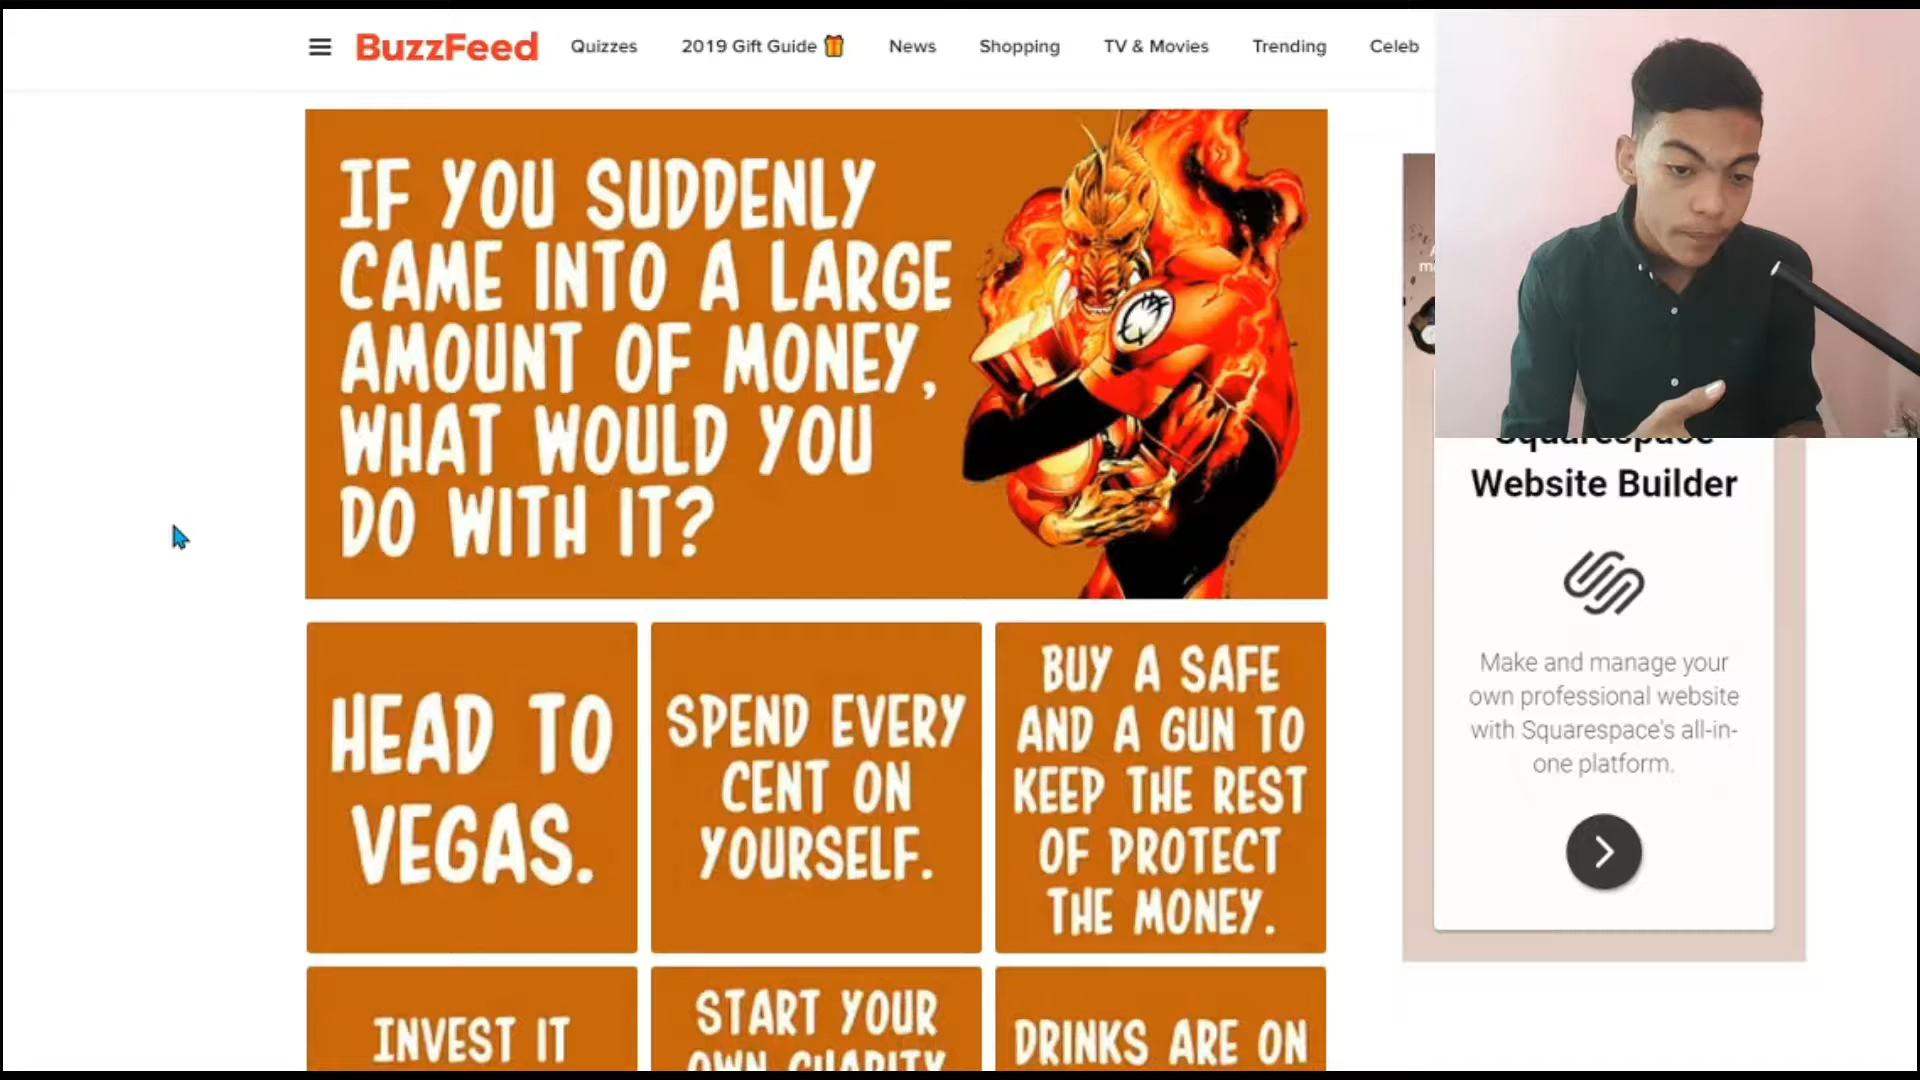 BuzzFeed
Quizzes
2019 Gift Guide
News
Shopping
TV & Movies
Trending
Celeb
IF YOU SUDDENLY
CAME INTO A LARGE
AMOUNT OF MONEY,
WHAT WOULD YOU
DO WITH IT?
HEAD TO
VEGAS.
SPEND EVERY
CENT ON
YOURSELF.
BUY A SAFE
AND A GUN TO
KEEP THE REST
OF PROTECT
THE MONEY.
INVEST IT
START YOUR
OWN CHARITY
DRINKS ARE ON
Squarespace
Website Builder
Make and manage your
own professional website
with Squarespace's all-in-
one platform.